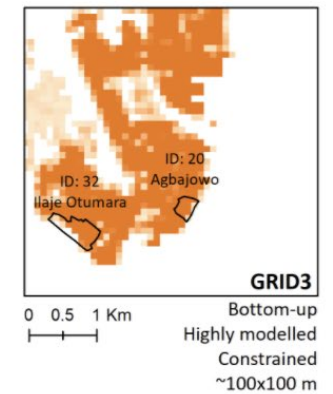 ID: 20
Agbajowo
ID: 32
Ilaje Otumara
GRID3
0 0.5 1 Km
Bottom-up
Highly modelled
Constrained
~100x100 m